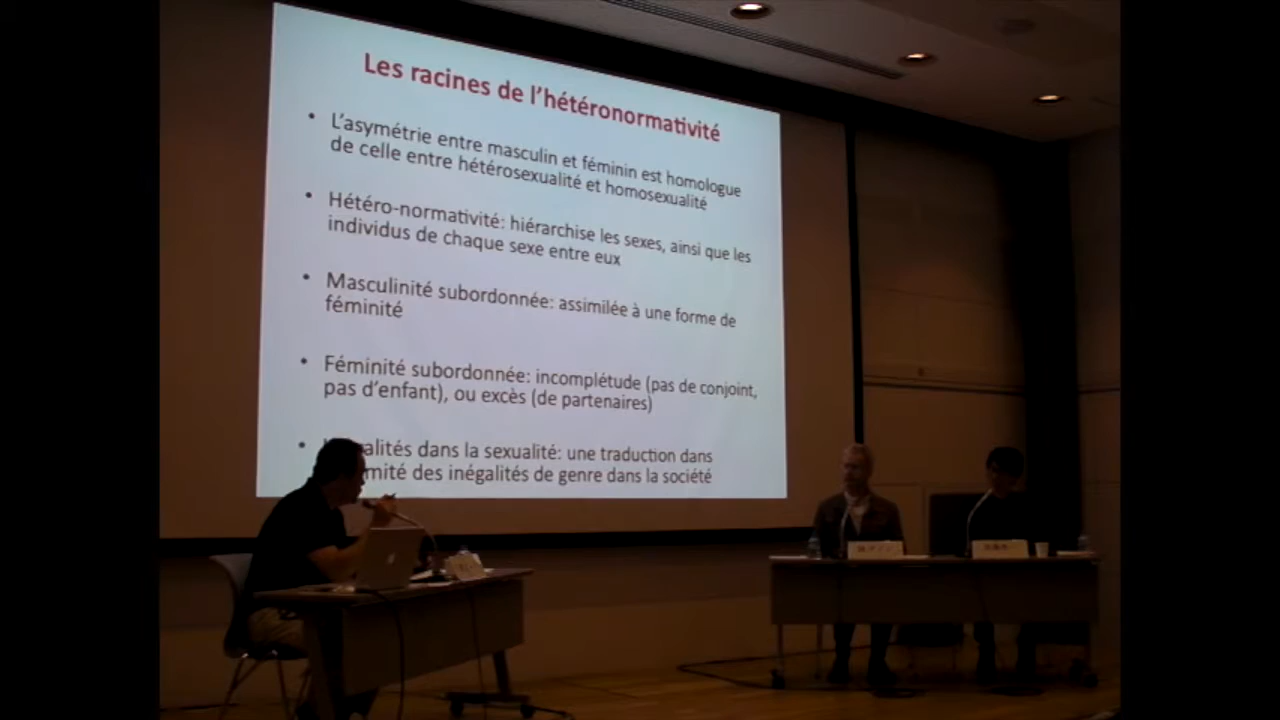 Les racines de l'hétéronormativité
• L'asymétrie entre masculin et féminin est homologue
de celle entre hétérosexualité et homosexualité
• Hétéro-normativité: hiérarchise les sexes, ainsi que les
individus de chaque sexe entre eux
• Masculinité subordonnée: assimilée à une forme de
féminité
• Féminité subordonnée: incomplétude (pas de conjoint,
pas d'enfant), ou excès (de partenaires)
• dans la sexualité: une traduction dans
des inégalités de genre dans la société